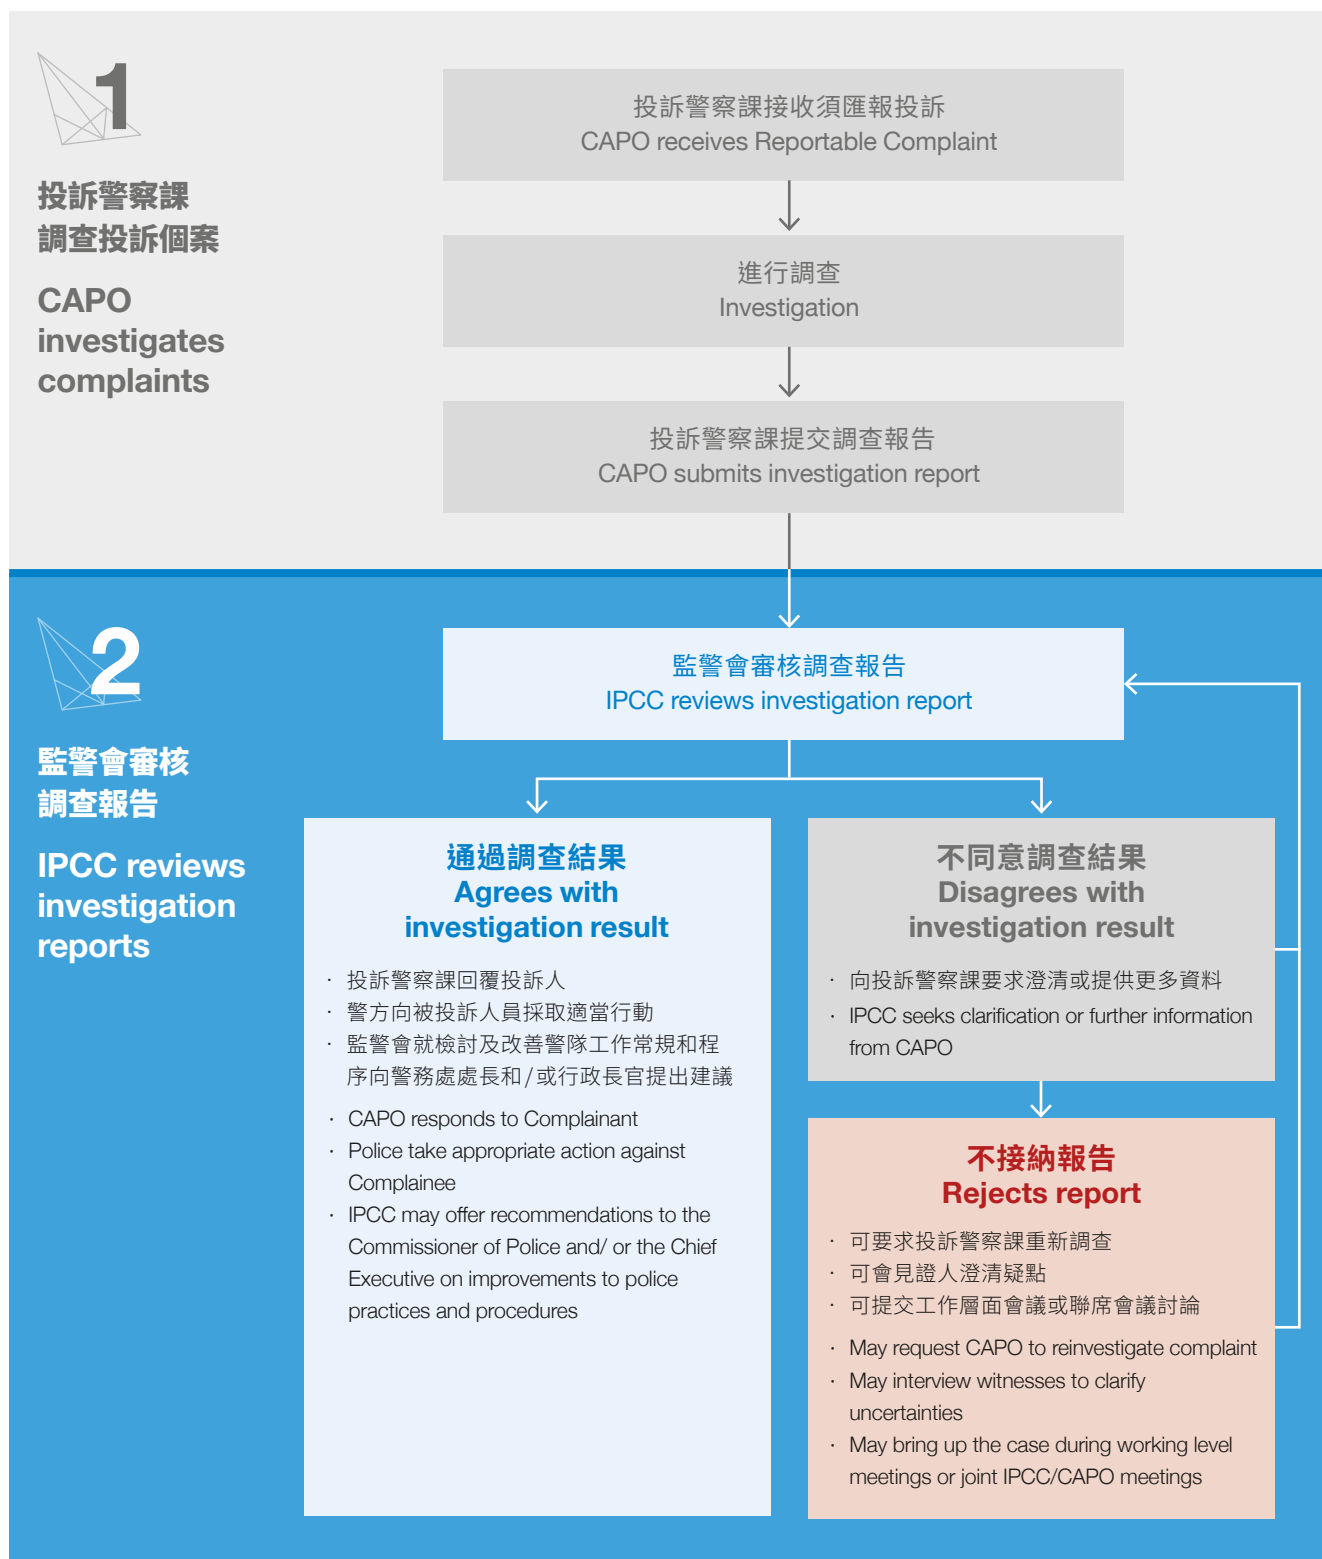 1
投訴警察課
調查投訴個案
CAPO
investigates
complaints
投訴警察課接收須匯報投訴
CAPO receives Reportable Complaint
進行調查
Investigation
投訴警察課提交調查報告
CAPO submits investigation report
2
監警會審核
調查報告
IPCC reviews
investigation
reports
監警會審核調查報告
IPCC reviews investigation report
通過調查結果
Agrees with
investigation result
· 投訴警察課回覆投訴人
· 警方向被投訴人員採取適當行動
· 監警會就檢討及改善警隊工作常規和程
序向警務處處長和/或行政長官提出建議
· CAPO responds to Complainant
· Police take appropriate action against
Complainee
· IPCC may offer recommendations to the
Commissioner of Police and/ or the Chief
Executive on improvements to police
practices and procedures
不同意調查結果
Disagrees with
investigation result
· 向投訴警察課要求澄清或提供更多資料
· IPCC seeks clarification or further information
from CAPO
不接納報告
Rejects report
· 可要求投訴警察課重新調查
· 可會見證人澄清疑點
· 可提交工作層面會議或聯席會議討論
· May request CAPO to reinvestigate complaint
· May interview witnesses to clarify
uncertainties
· May bring up the case during working level
meetings or joint IPCC/CAPO meetings